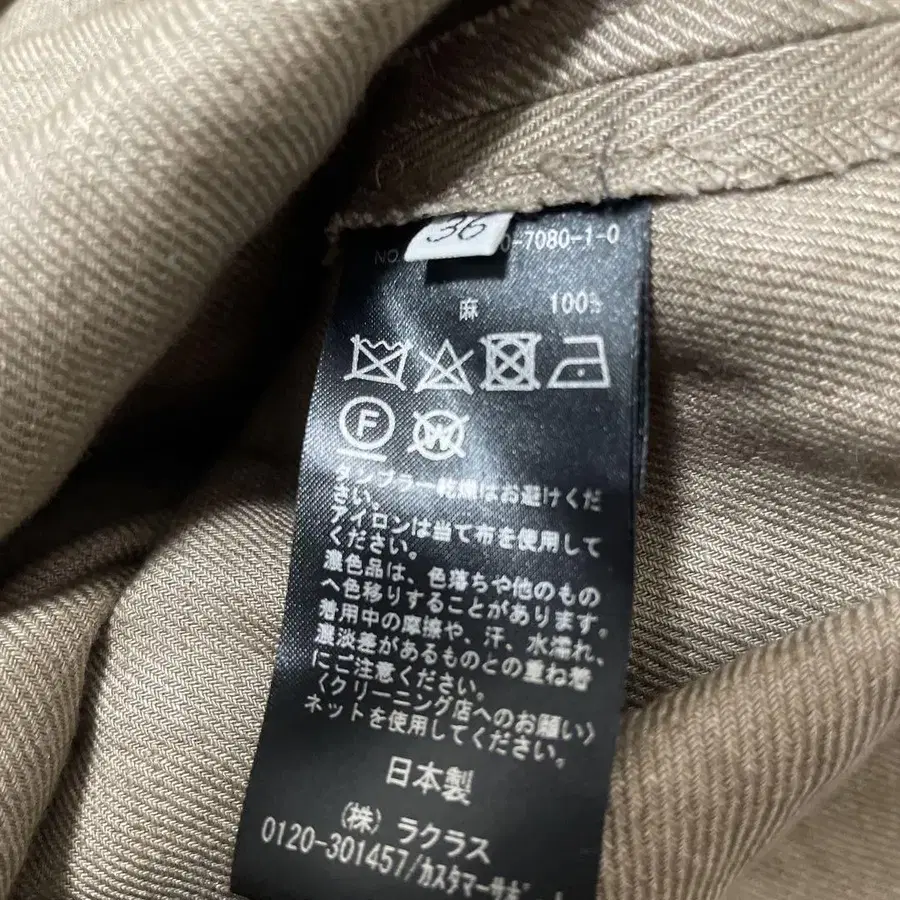 36
NO. 0-7080-1-0
麻 100%
F
W
タンブラー乾燥はお避けくだ
さい。
アイロンは当て布を使用して
ください。
濃色品は、色落ちや他のもの
へ色移りすることがあります。
着用中の摩擦や、汗、水濡れ、
濃淡差があるものとの重ね着
にご注意ください。
〈クリーニング店へのお願い〉
ネットを使用してください。
日本製
(株) ラクラス
0120-301457/カスタマーサポート